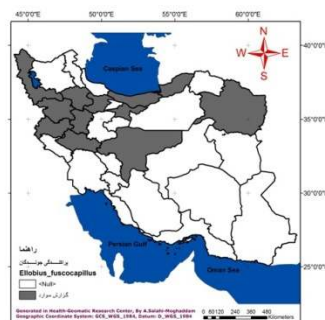 45°0'0"E 50°0'0"E 55°0'0"E 60°0'0"E
N
W E
S
40°0'0"N
35°0'0"N
30°0'0"N
25°0'0"N
Caspian Sea
Persian Gulf
Oman Sea
راهنما
پراکندگی جوندگان
Ellobius_fuscocapillus
<Null>
گزارش موارد
Generated in Health-Geomatic Research Center, By A.Salahi-Moghaddam
Geographic Coordinate System: GCS_WGS_1984, Datum: D_WGS_1984
0 60 120 240 360 480
Kilometers